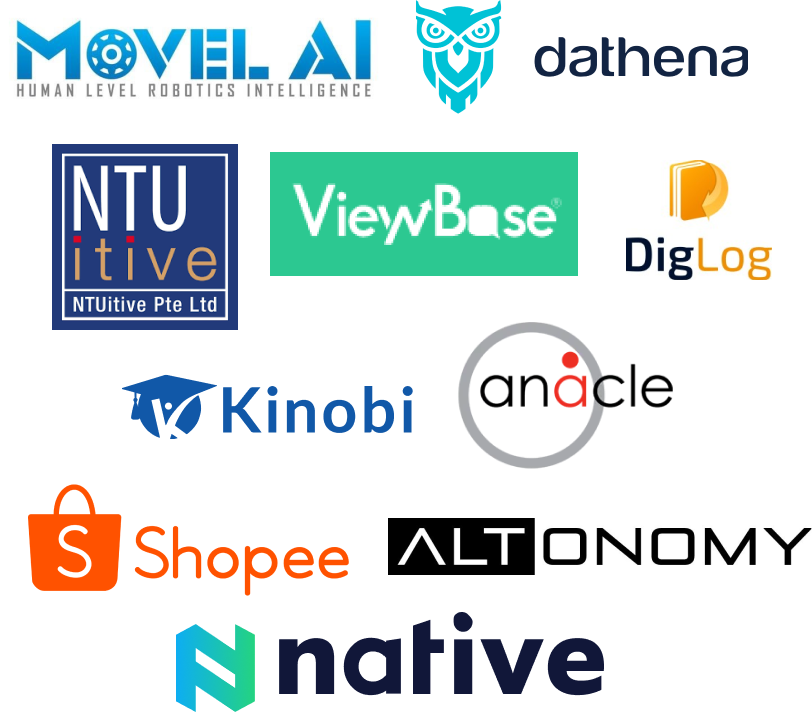 MOVEL AI
HUMAN LEVEL ROBOTICS INTELLIGENCE
dathena
NTU
itive
NTUitive Pte Ltd
ViewBase®
DigLog
Kinobi
anacle
S Shopee
ALTONOMY
native